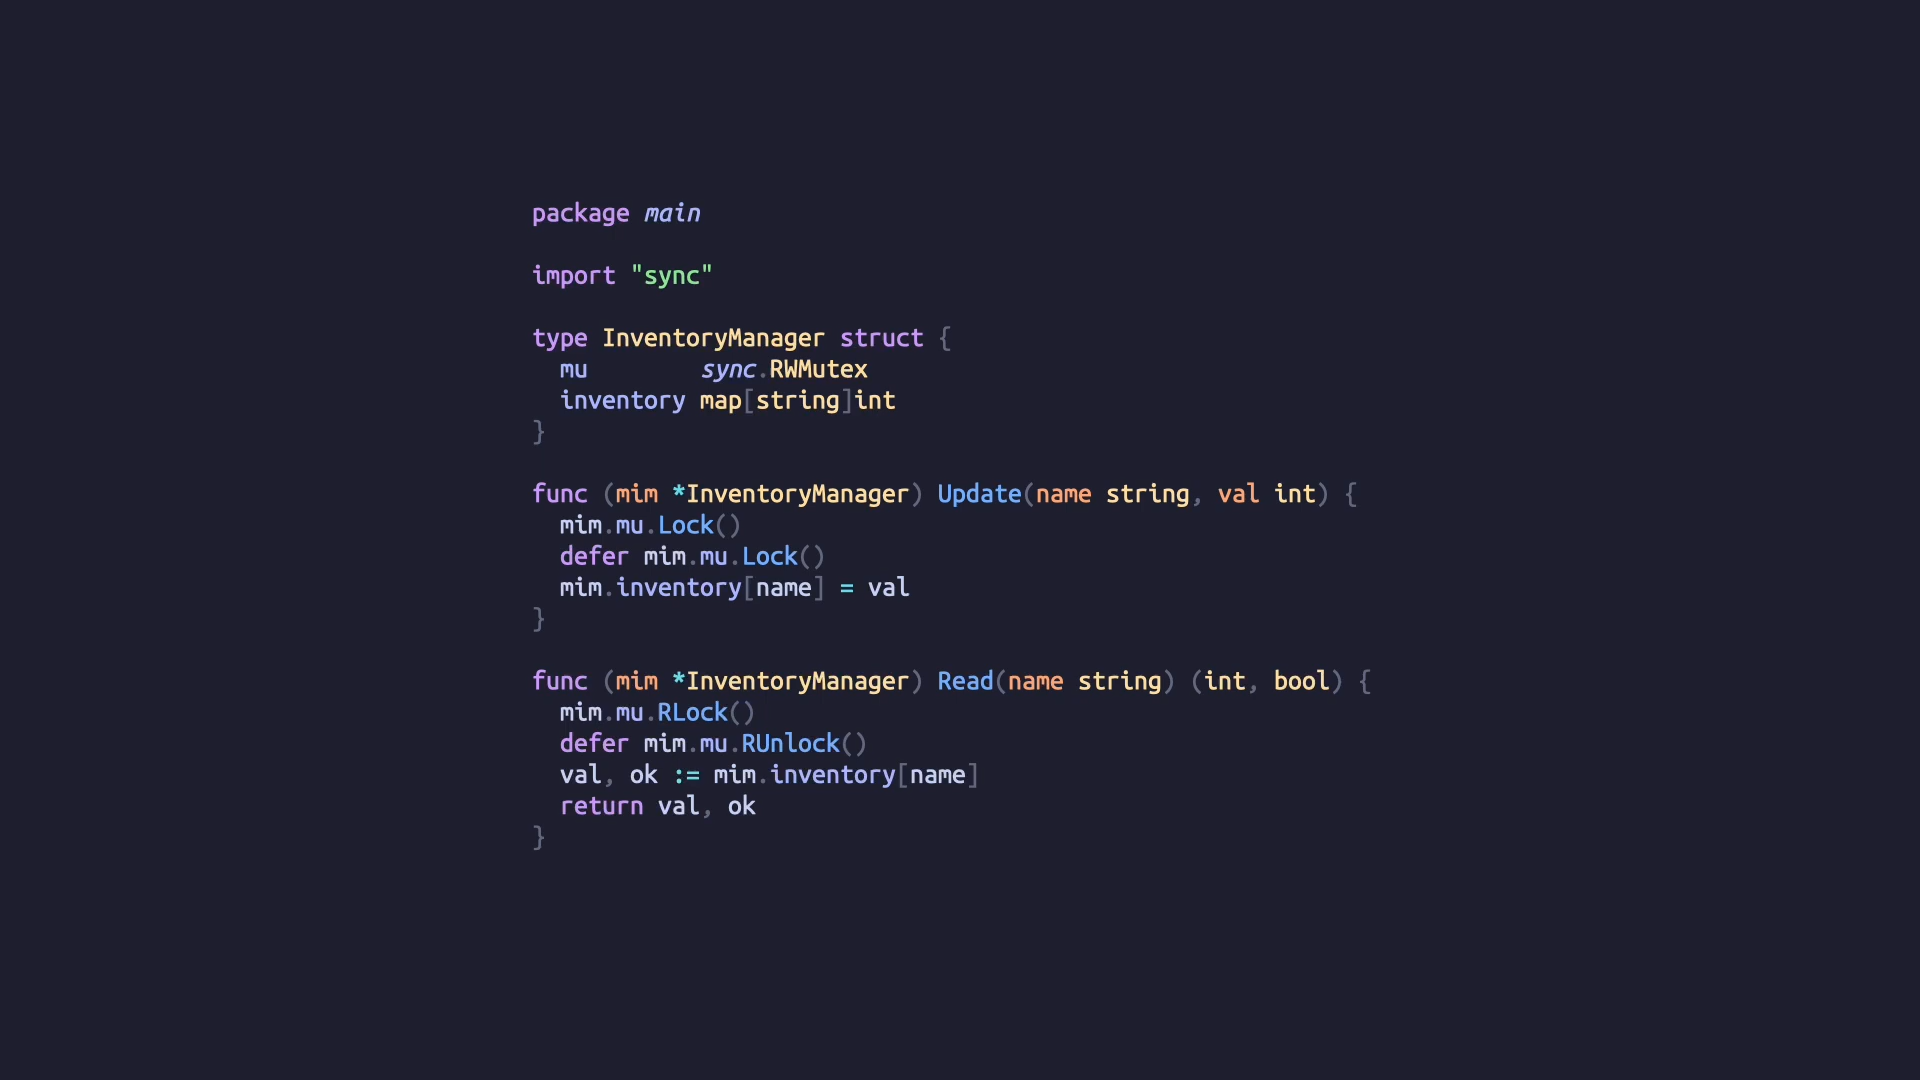 package main
import "sync"
type InventoryManager struct {
  mu        sync.RWMutex
  inventory map[string]int
}
func (mim *InventoryManager) Update(name string, val int) {
  mim.mu.Lock()
  defer mim.mu.Lock()
  mim.inventory[name] = val
}
func (mim *InventoryManager) Read(name string) (int, bool) {
  mim.mu.RLock()
  defer mim.mu.RUnlock()
  val, ok := mim.inventory[name]
  return val, ok
}